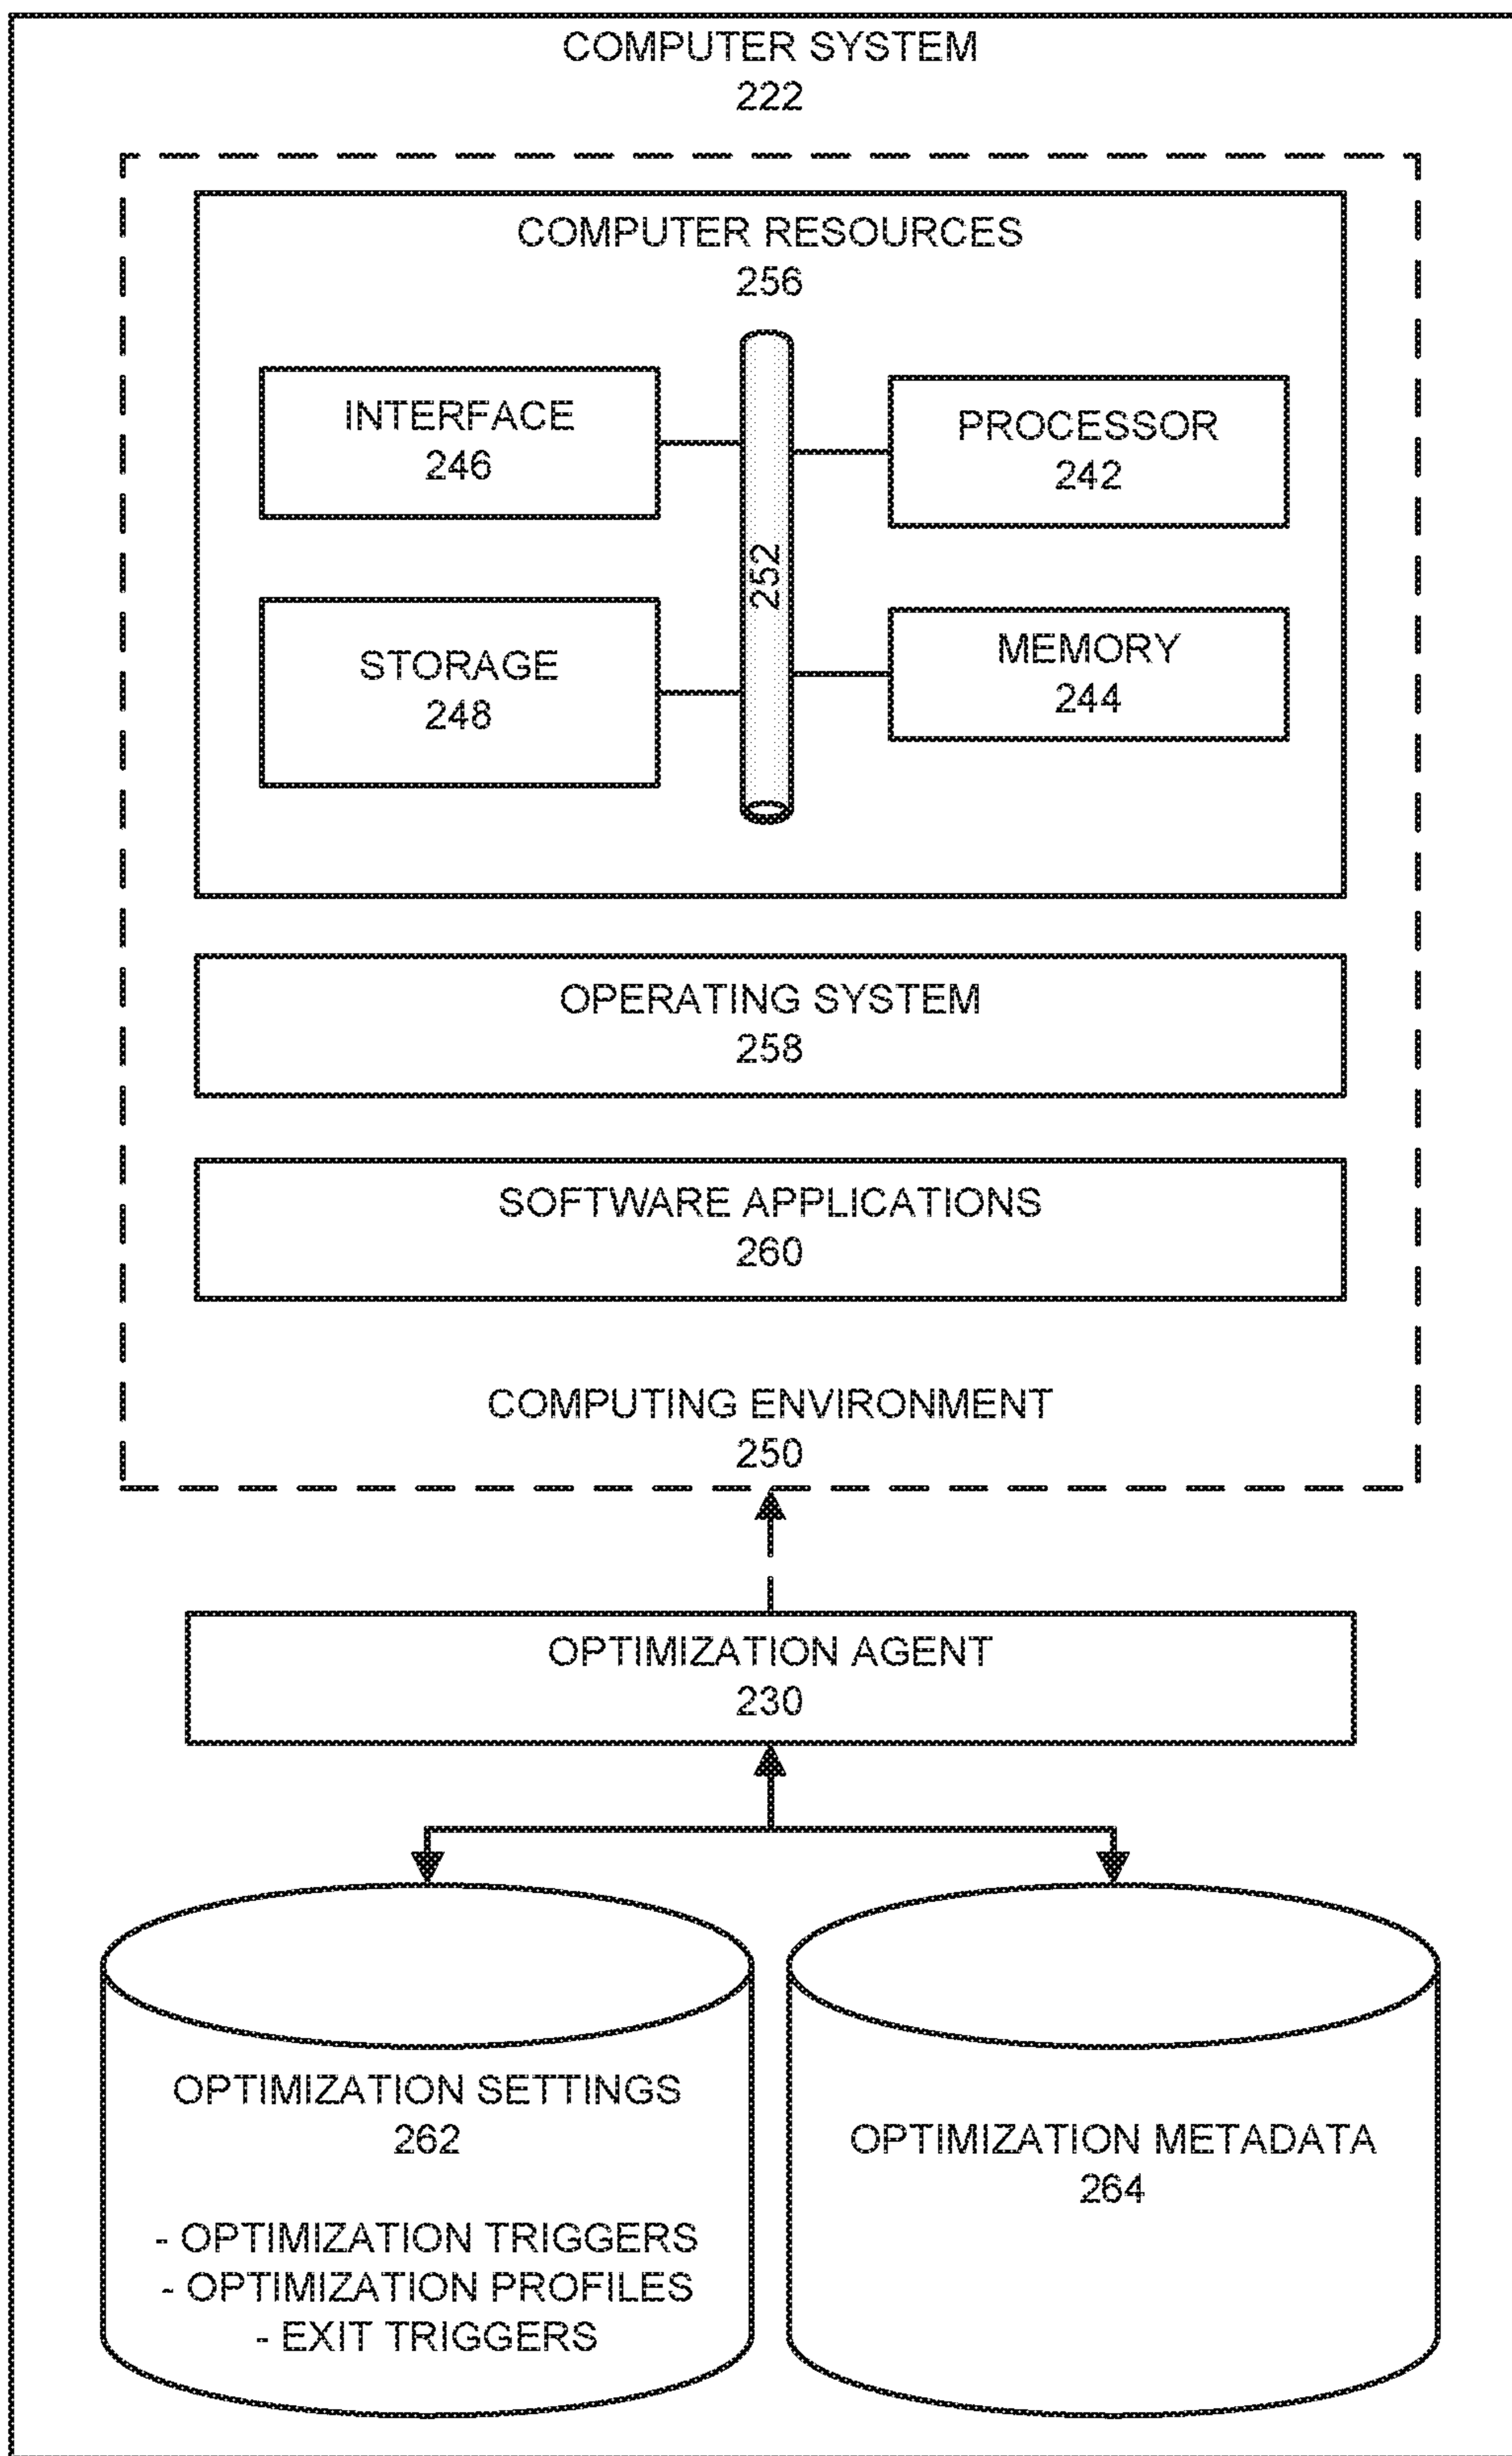 COMPUTER SYSTEM
222
COMPUTER RESOURCES
256
INTERFACE
246
PROCESSOR
242
252
STORAGE
248
MEMORY
244
OPERATING SYSTEM
258
SOFTWARE APPLICATIONS
260
COMPUTING ENVIRONMENT
250
OPTIMIZATION AGENT
230
OPTIMIZATION SETTINGS
262
- OPTIMIZATION TRIGGERS
- OPTIMIZATION PROFILES
- EXIT TRIGGERS
OPTIMIZATION METADATA
264